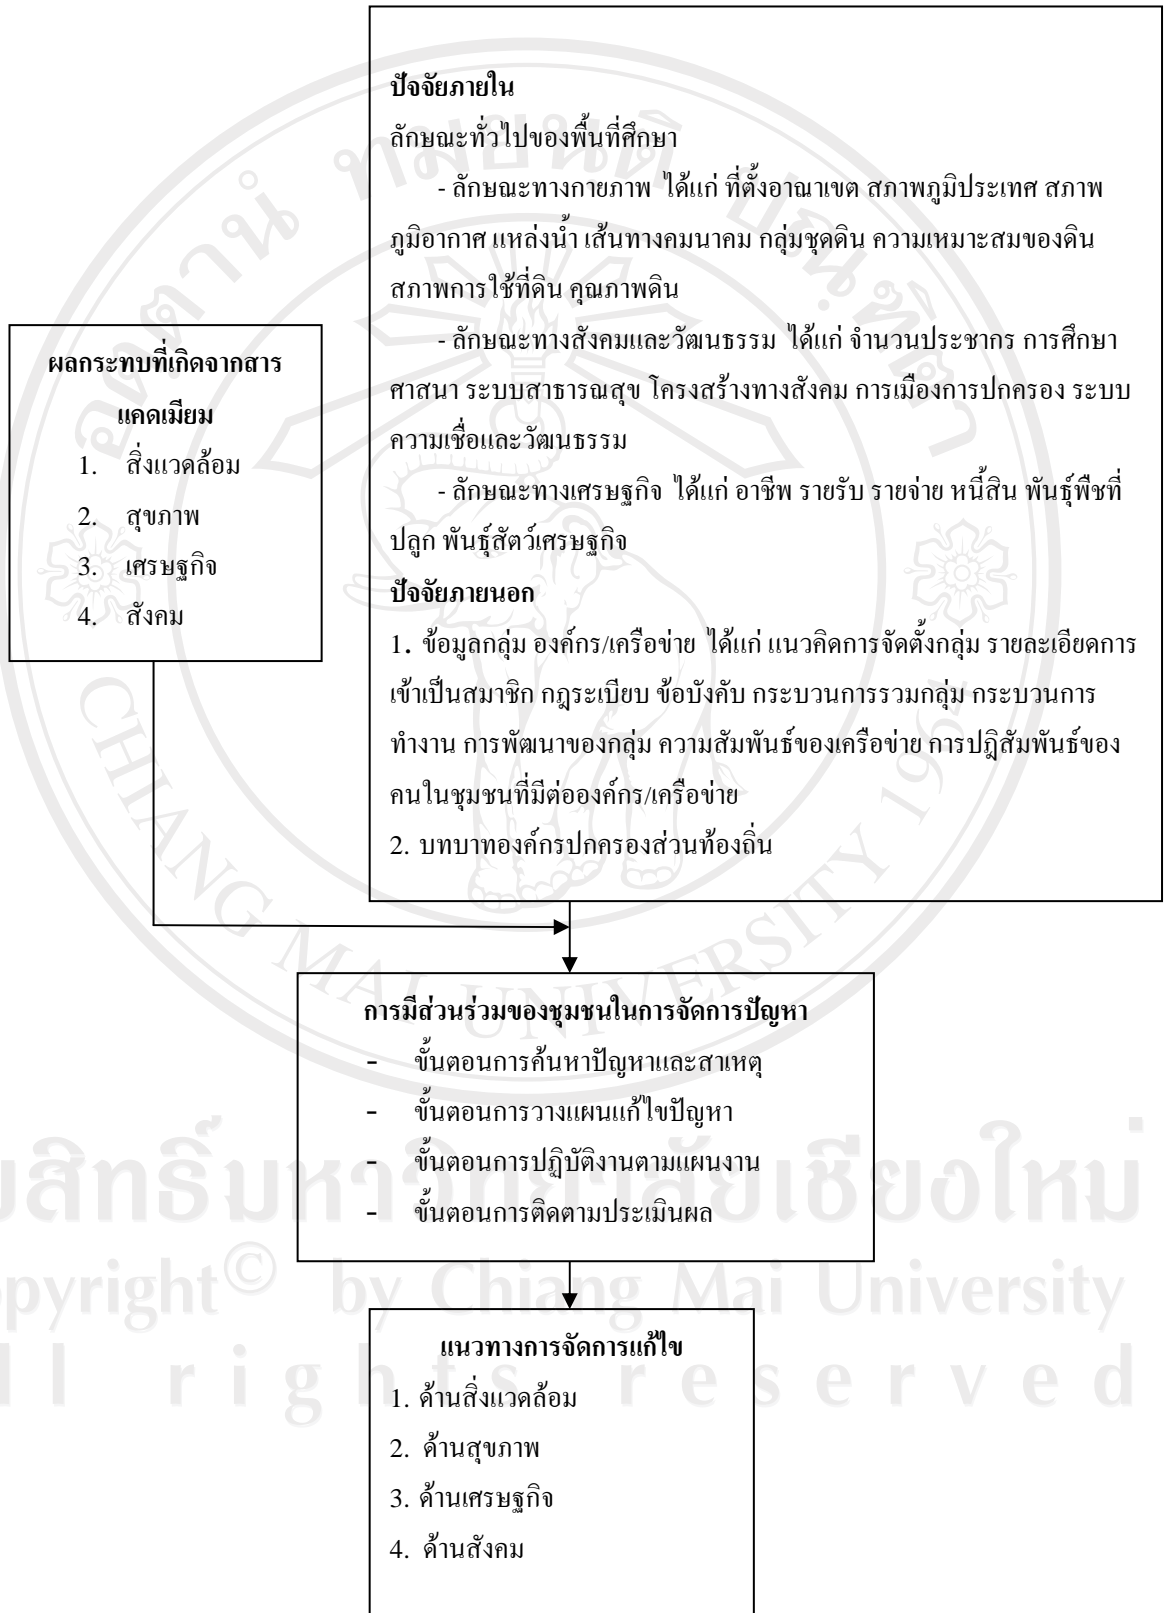 ปัจจัยภายใน
ลักษณะทั่วไปของพื้นที่ศึกษา
- ลักษณะทางกายภาพ ได้แก่ ที่ตั้งอาณาเขต สภาพภูมิประเทศ สภาพ
ภูมิอากาศ แหล่งน้ำ เส้นทางคมนาคม กลุ่มชุดดิน ความเหมาะสมของดิน
สภาพการใช้ที่ดิน คุณภาพดิน
- ลักษณะทางสังคมและวัฒนธรรม ได้แก่ จำนวนประชากร การศึกษา
ศาสนา ระบบสาธารณสุข โครงสร้างทางสังคม การเมืองการปกครอง ระบบ
ความเชื่อและวัฒนธรรม
- ลักษณะทางเศรษฐกิจ ได้แก่ อาชีพ รายรับ รายจ่าย หนี้สิน พันธุ์พืชที่
ปลูก พันธุ์สัตว์เศรษฐกิจ
ปัจจัยภายนอก
1. ข้อมูลกลุ่ม องค์กร/เครือข่าย ได้แก่ แนวคิดการจัดตั้งกลุ่ม รายละเอียดการ
เข้าเป็นสมาชิก กฎระเบียบ ข้อบังคับ กระบวนการรวมกลุ่ม กระบวนการ
ทำงาน การพัฒนาของกลุ่ม ความสัมพันธ์ของเครือข่าย การปฎิสัมพันธ์ของ
คนในชุมชนที่มีต่อองค์กร/เครือข่าย
2. บทบาทองค์กรปกครองส่วนท้องถิ่น
ผลกระทบที่เกิดจากสาร
แคดเมียม
1. สิ่งแวดล้อม
2. สุขภาพ
3. เศรษฐกิจ
4. สังคม
การมีส่วนร่วมของชุมชนในการจัดการปัญหา
- ขั้นตอนการค้นหาปัญหาและสาเหตุ
- ขั้นตอนการวางแผนแก้ไขปัญหา
- ขั้นตอนการปฏิบัติงานตามแผนงาน
- ขั้นตอนการติดตามประเมินผล
แนวทางการจัดการแก้ไข
1. ด้านสิ่งแวดล้อม
2. ด้านสุขภาพ
3. ด้านเศรษฐกิจ
4. ด้านสังคม
CHIANG MAI UNIVERSITY 1964
สิทธิ์มหาวิทยาลัยเชียงใหม่
pyright© by Chiang Mai University
ll rights reserved